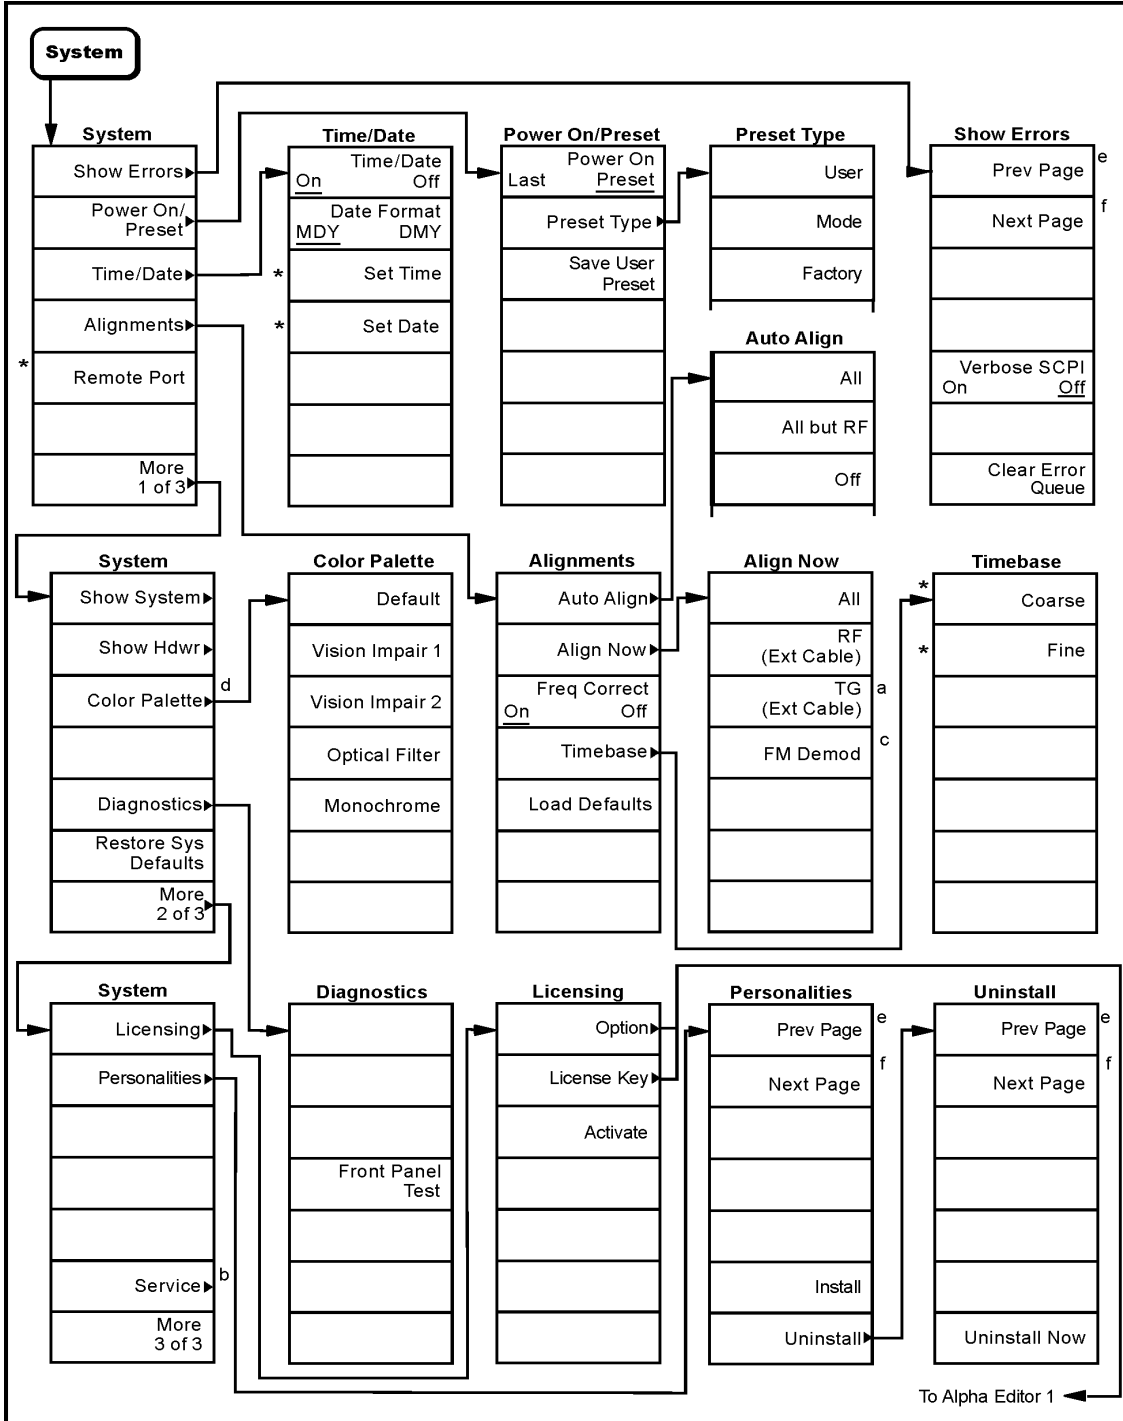 System
System
Show Errors
Power On/
Preset
Time/Date
Alignments
*
Remote Port
More
1 of 3
Time/Date
Time/Date
On Off
Date Format
MDY DMY
* Set Time
* Set Date
Power On/Preset
Power On
Last Preset
Preset Type
Save User
Preset
Preset Type
User
Mode
Factory
Auto Align
All
All but RF
Off
Show Errors
Prev Page e
Next Page f
Verbose SCPI
On Off
Clear Error
Queue
System
Show System
Show Hdwr
Color Palette d
Diagnostics
Restore Sys
Defaults
More
2 of 3
Color Palette
Default
Vision Impair 1
Vision Impair 2
Optical Filter
Monochrome
Alignments
Auto Align
Align Now
Freq Correct
On Off
Timebase
Load Defaults
Align Now
All
RF
(Ext Cable)
TG a
(Ext Cable)
FM Demod c
Timebase
* Coarse
* Fine
System
Licensing
Personalities
Service b
More
3 of 3
Diagnostics
Front Panel
Test
Licensing
Option
License Key
Activate
Personalities
Prev Page e
Next Page f
Install
Uninstall
Uninstall
Prev Page e
Next Page f
Uninstall Now
To Alpha Editor 1